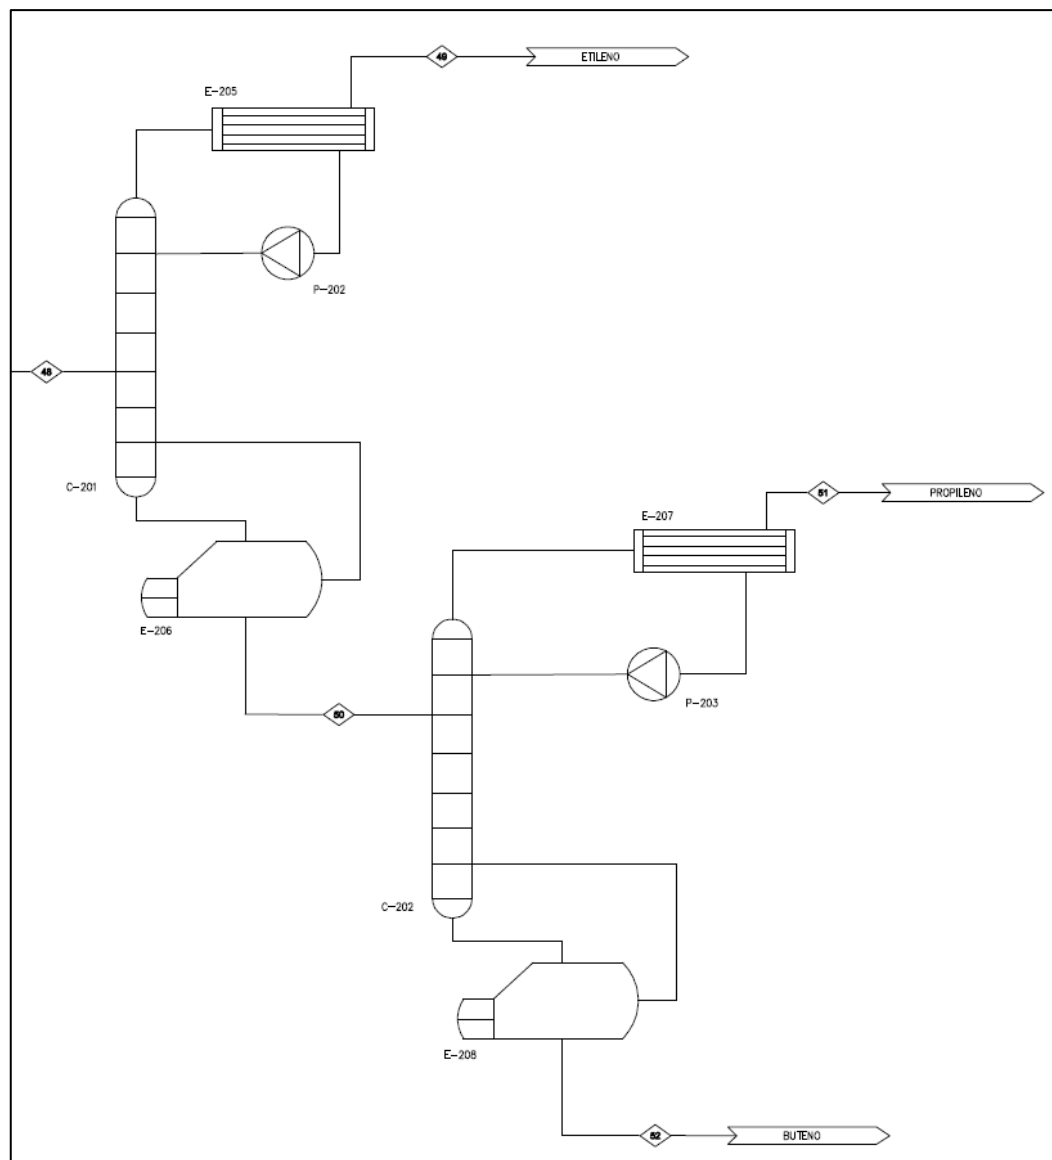 49
ETILENO
E-205
P-202
48
C-201
51
PROPILENO
E-207
E-206
P-203
50
C-202
E-208
52
BUTENO